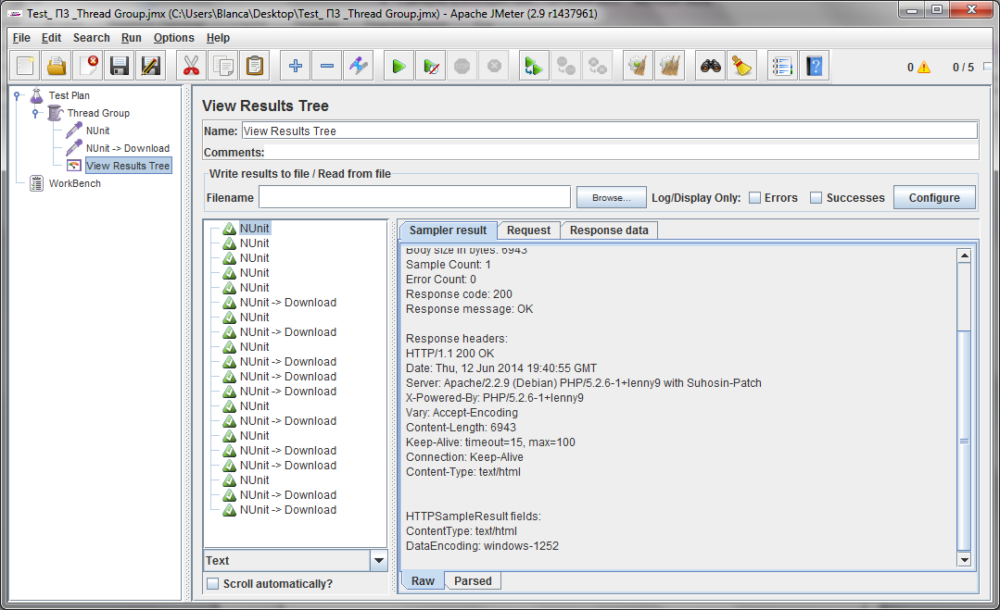 Test_ ПЗ _Thread Group.jmx (C:\Users\Blanca\Desktop\Test_ ПЗ _Thread Group.jmx) - Apache JMeter (2.9 r1437961)
File Edit Search Run Options Help
0 0 / 5
Test Plan
Thread Group
NUnit
NUnit -> Download
View Results Tree
WorkBench
View Results Tree
Name: View Results Tree
Comments:
Write results to file / Read from file
Filename Browse... Log/Display Only: Errors Successes Configure
NUnit
NUnit
NUnit
NUnit
NUnit
NUnit -> Download
NUnit
NUnit -> Download
NUnit
NUnit -> Download
NUnit -> Download
NUnit -> Download
NUnit
NUnit -> Download
NUnit
NUnit -> Download
NUnit -> Download
NUnit
NUnit -> Download
NUnit -> Download
Text
Scroll automatically?
Sampler result Request Response data
Body size in bytes: 6943
Sample Count: 1
Error Count: 0
Response code: 200
Response message: OK
Response headers:
HTTP/1.1 200 OK
Date: Thu, 12 Jun 2014 19:40:55 GMT
Server: Apache/2.2.9 (Debian) PHP/5.2.6-1+lenny9 with Suhosin-Patch
X-Powered-By: PHP/5.2.6-1+lenny9
Vary: Accept-Encoding
Content-Length: 6943
Keep-Alive: timeout=15, max=100
Connection: Keep-Alive
Content-Type: text/html
HTTPSampleResult fields:
ContentType: text/html
DataEncoding: windows-1252
Raw Parsed